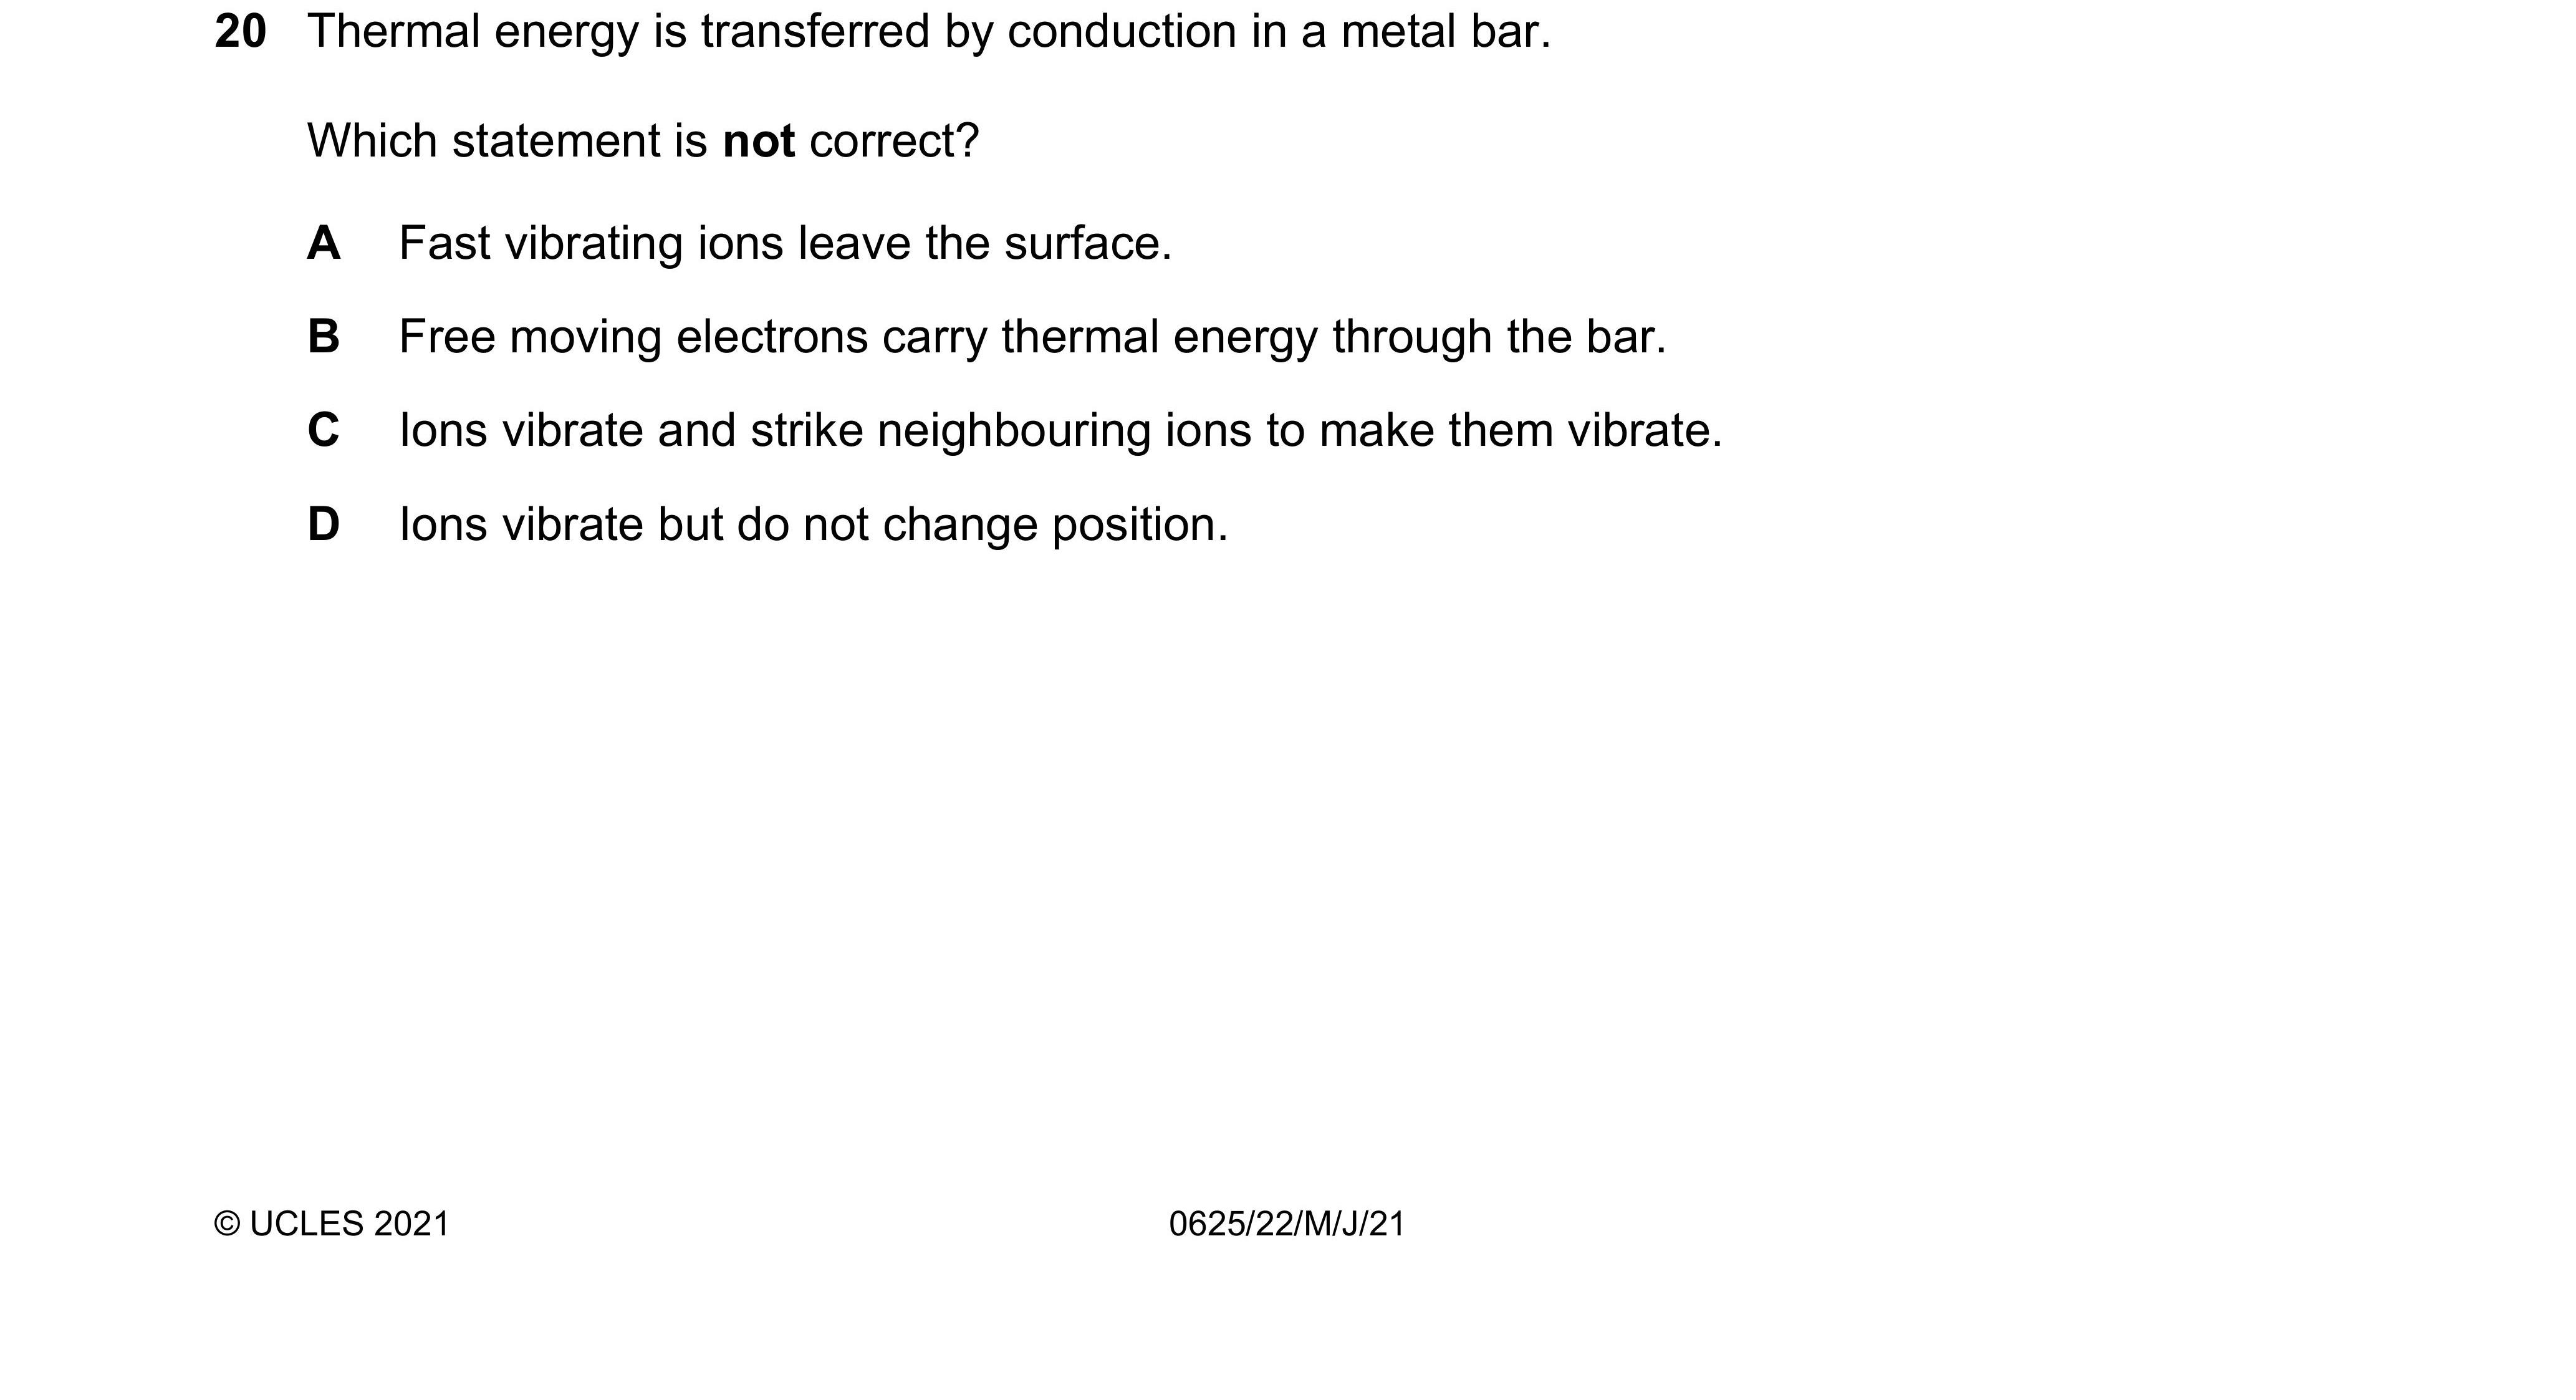 20 Thermal energy is transferred by conduction in a metal bar.
Which statement is not correct?
A Fast vibrating ions leave the surface.
B Free moving electrons carry thermal energy through the bar.
C Ions vibrate and strike neighbouring ions to make them vibrate.
D Ions vibrate but do not change position.
© UCLES 2021 0625/22/M/J/21